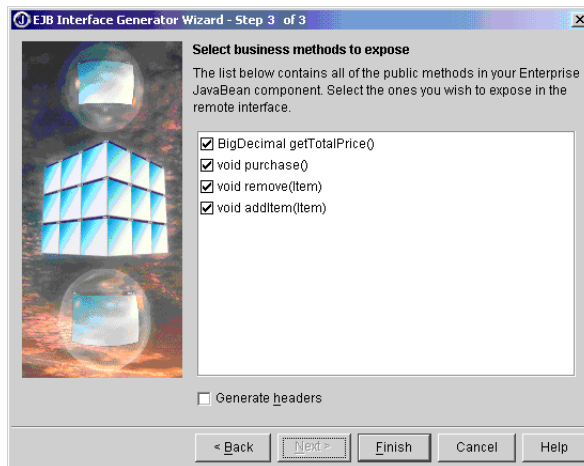 EJB Interface Generator Wizard - Step 3 of 3
Select business methods to expose
The list below contains all of the public methods in your Enterprise
JavaBean component. Select the ones you wish to expose in the
remote interface.
BigDecimal getTotalPrice()
void purchase()
void remove(Item)
void addItem(Item)
Generate headers
< Back Next > Finish Cancel Help